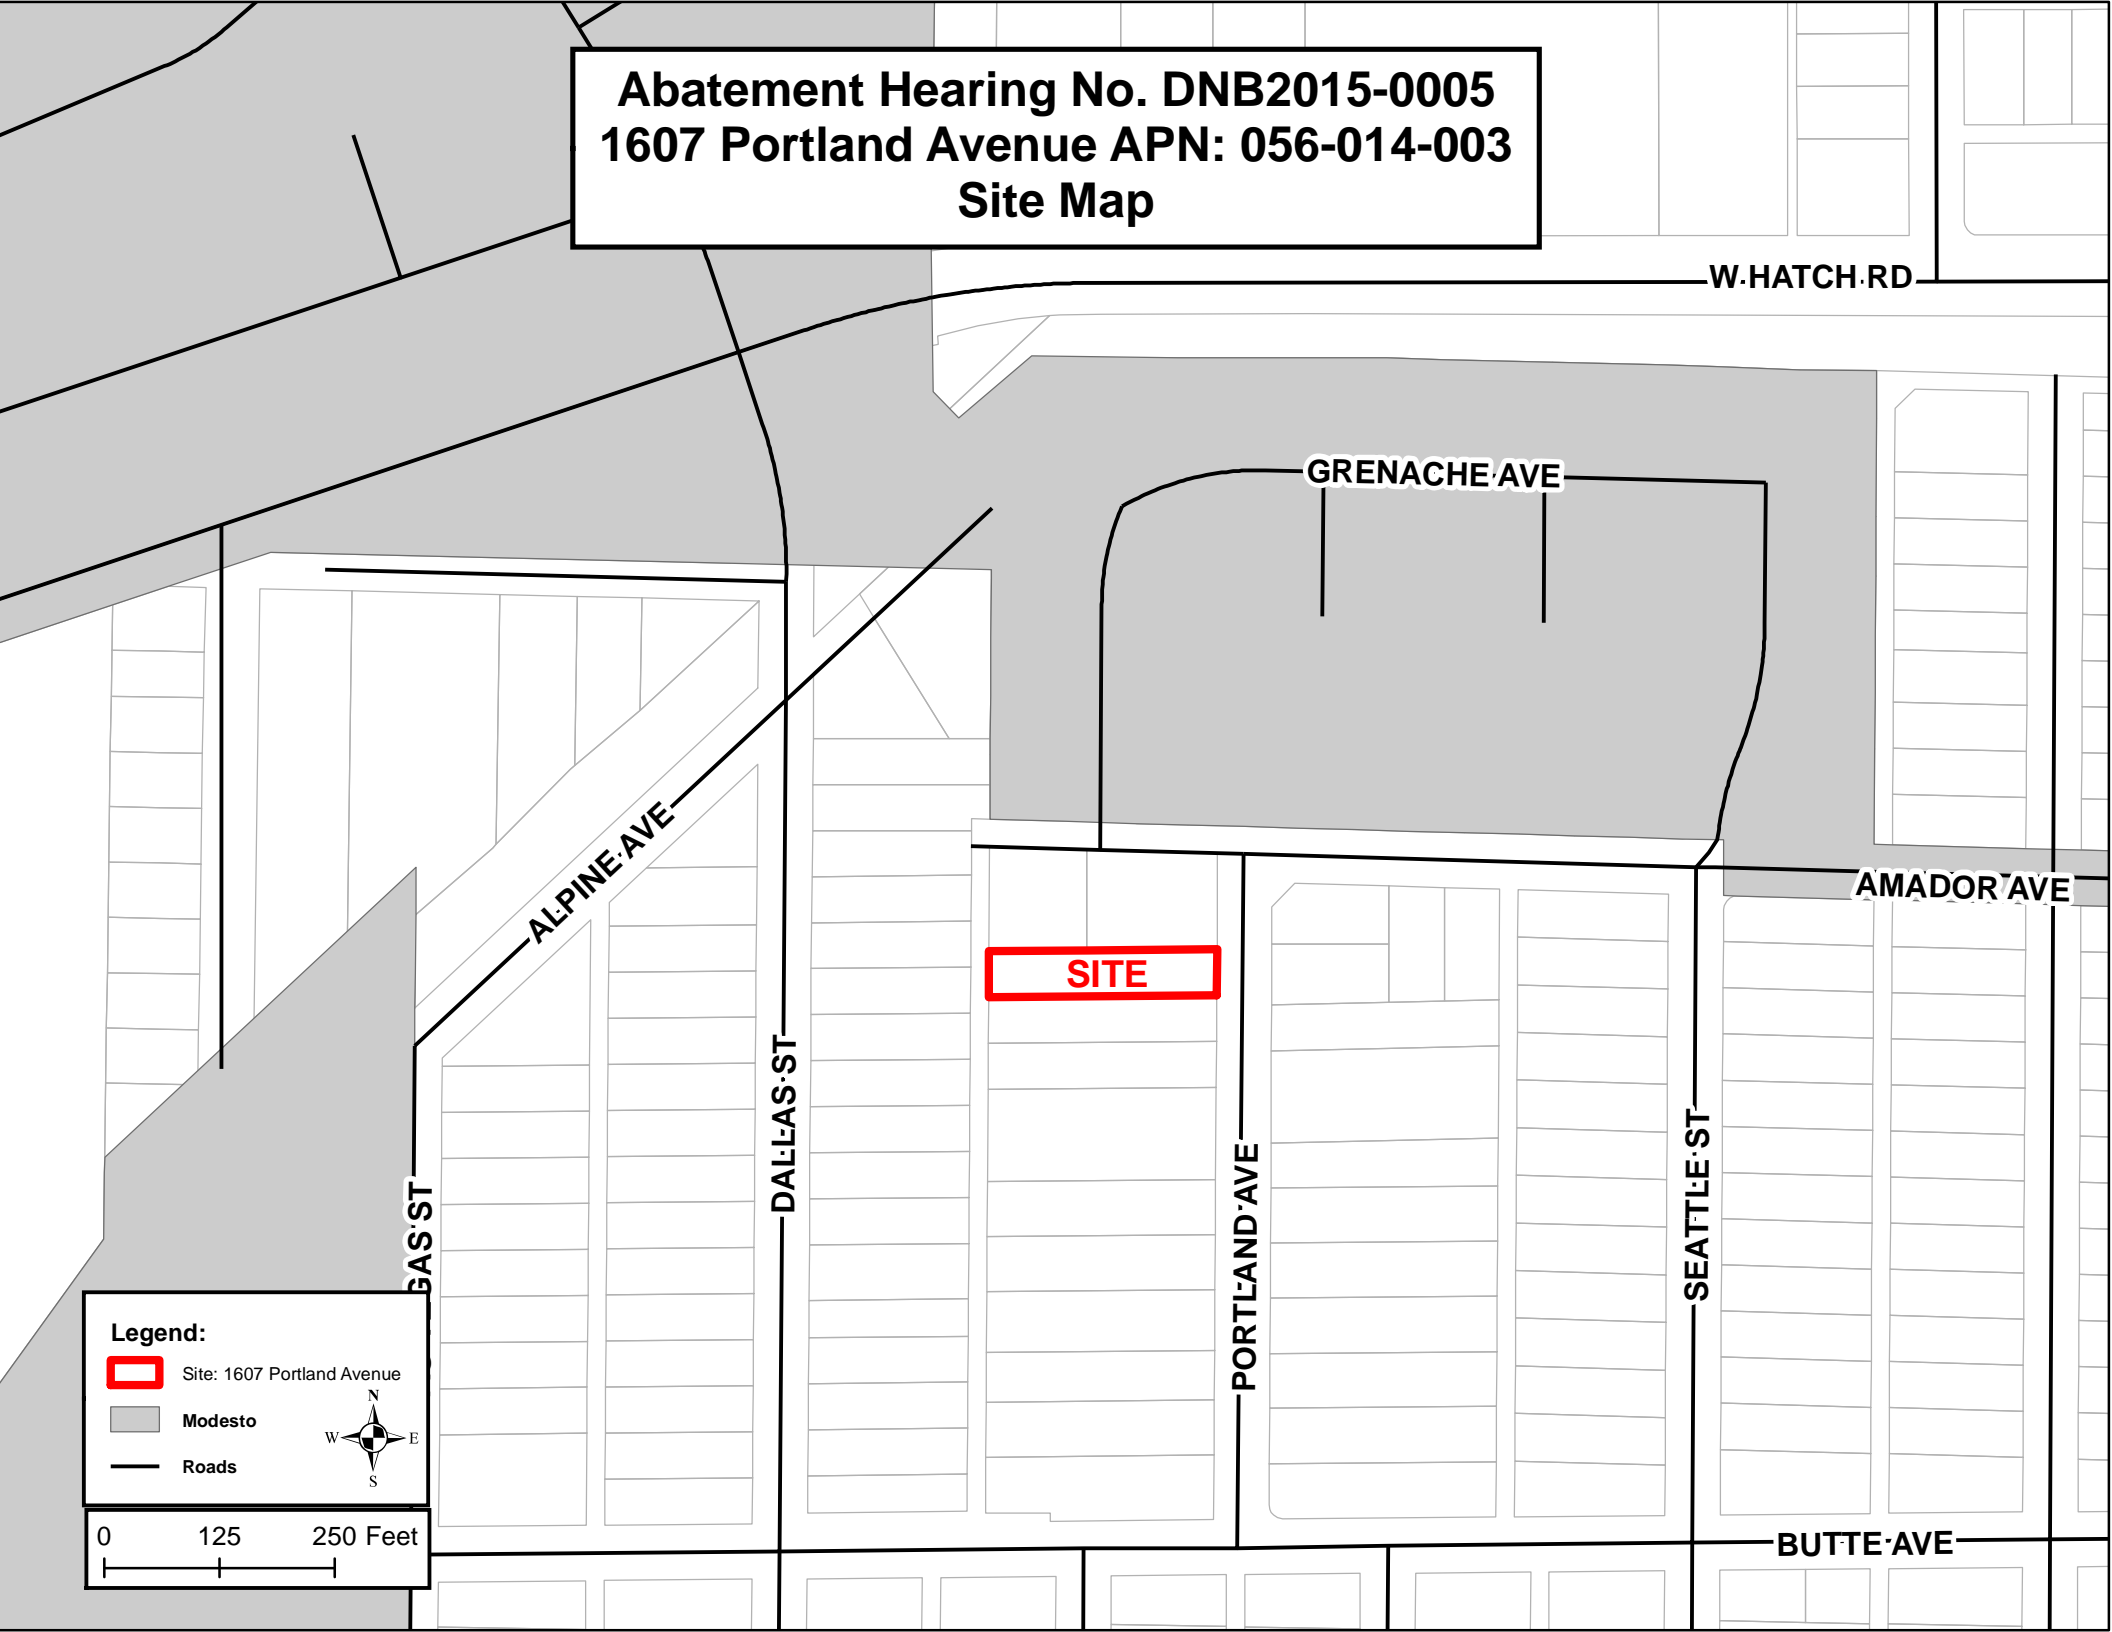 Abatement Hearing No. DNB2015-0005
1607 Portland Avenue APN: 056-014-003
Site Map
W HATCH RD
GRENACHE AVE
ALPINE AVE
AMADOR AVE
SITE
DALLAS ST
PORTLAND AVE
SEATTLE ST
GAS ST
BUTTE AVE
Legend:
Site: 1607 Portland Avenue
Modesto
Roads
N
W E
S
0 125 250 Feet